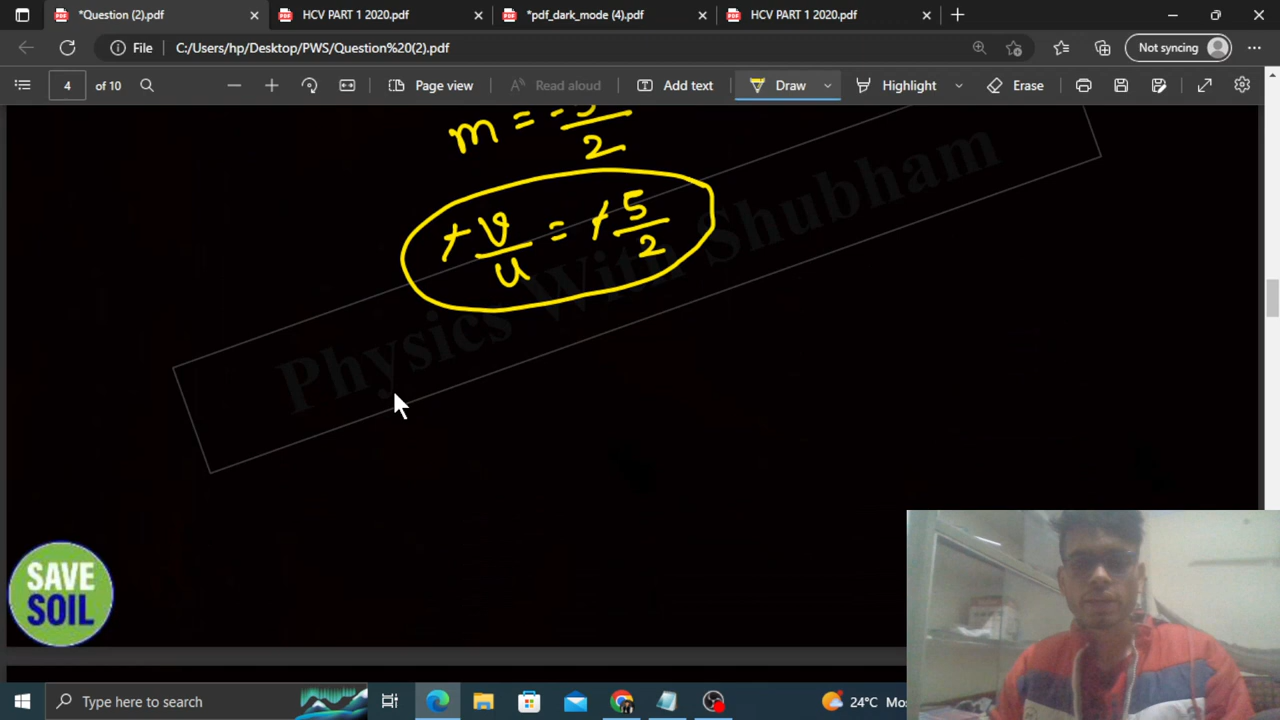 *Question (2).pdf
HCV PART 1 2020.pdf
*pdf_dark_mode (4).pdf
HCV PART 1 2020.pdf
File
C:/Users/hp/Desktop/PWS/Question%20(2).pdf
Not syncing
4 of 10
Page view
Read aloud
Add text
Draw
Highlight
Erase
m = -5/2
+v/u = +5/2
Physics With Shubham
SAVE
SOIL
Type here to search
24°C Mos